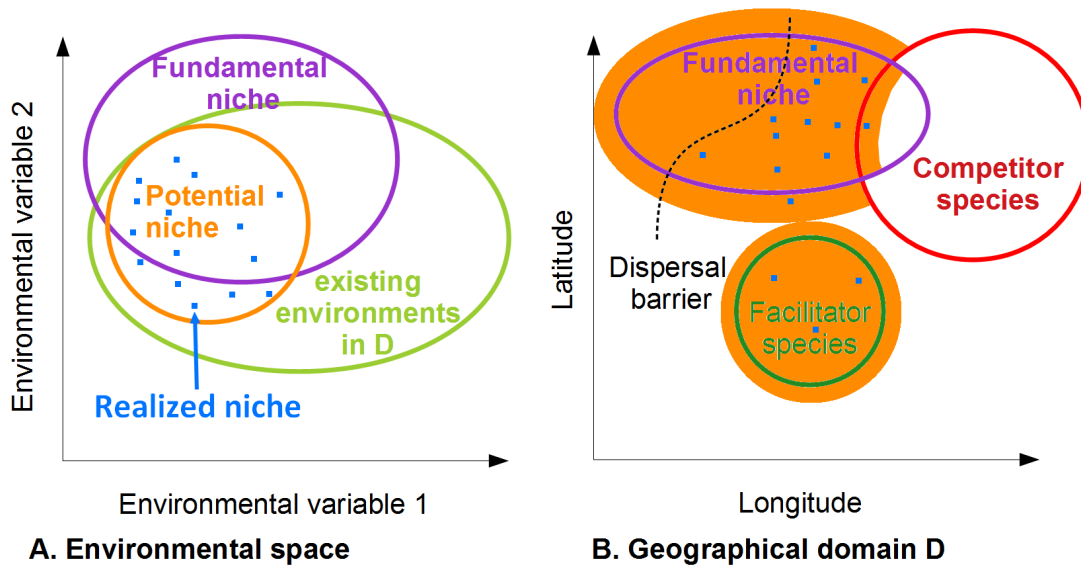 Environmental variable 2
Fundamental
niche
Potential
niche
existing
environments
in D
Realized niche
Environmental variable 1
A. Environmental space
Latitude
Fundamental
niche
Competitor
species
Dispersal
barrier
Facilitator
species
Longitude
B. Geographical domain D